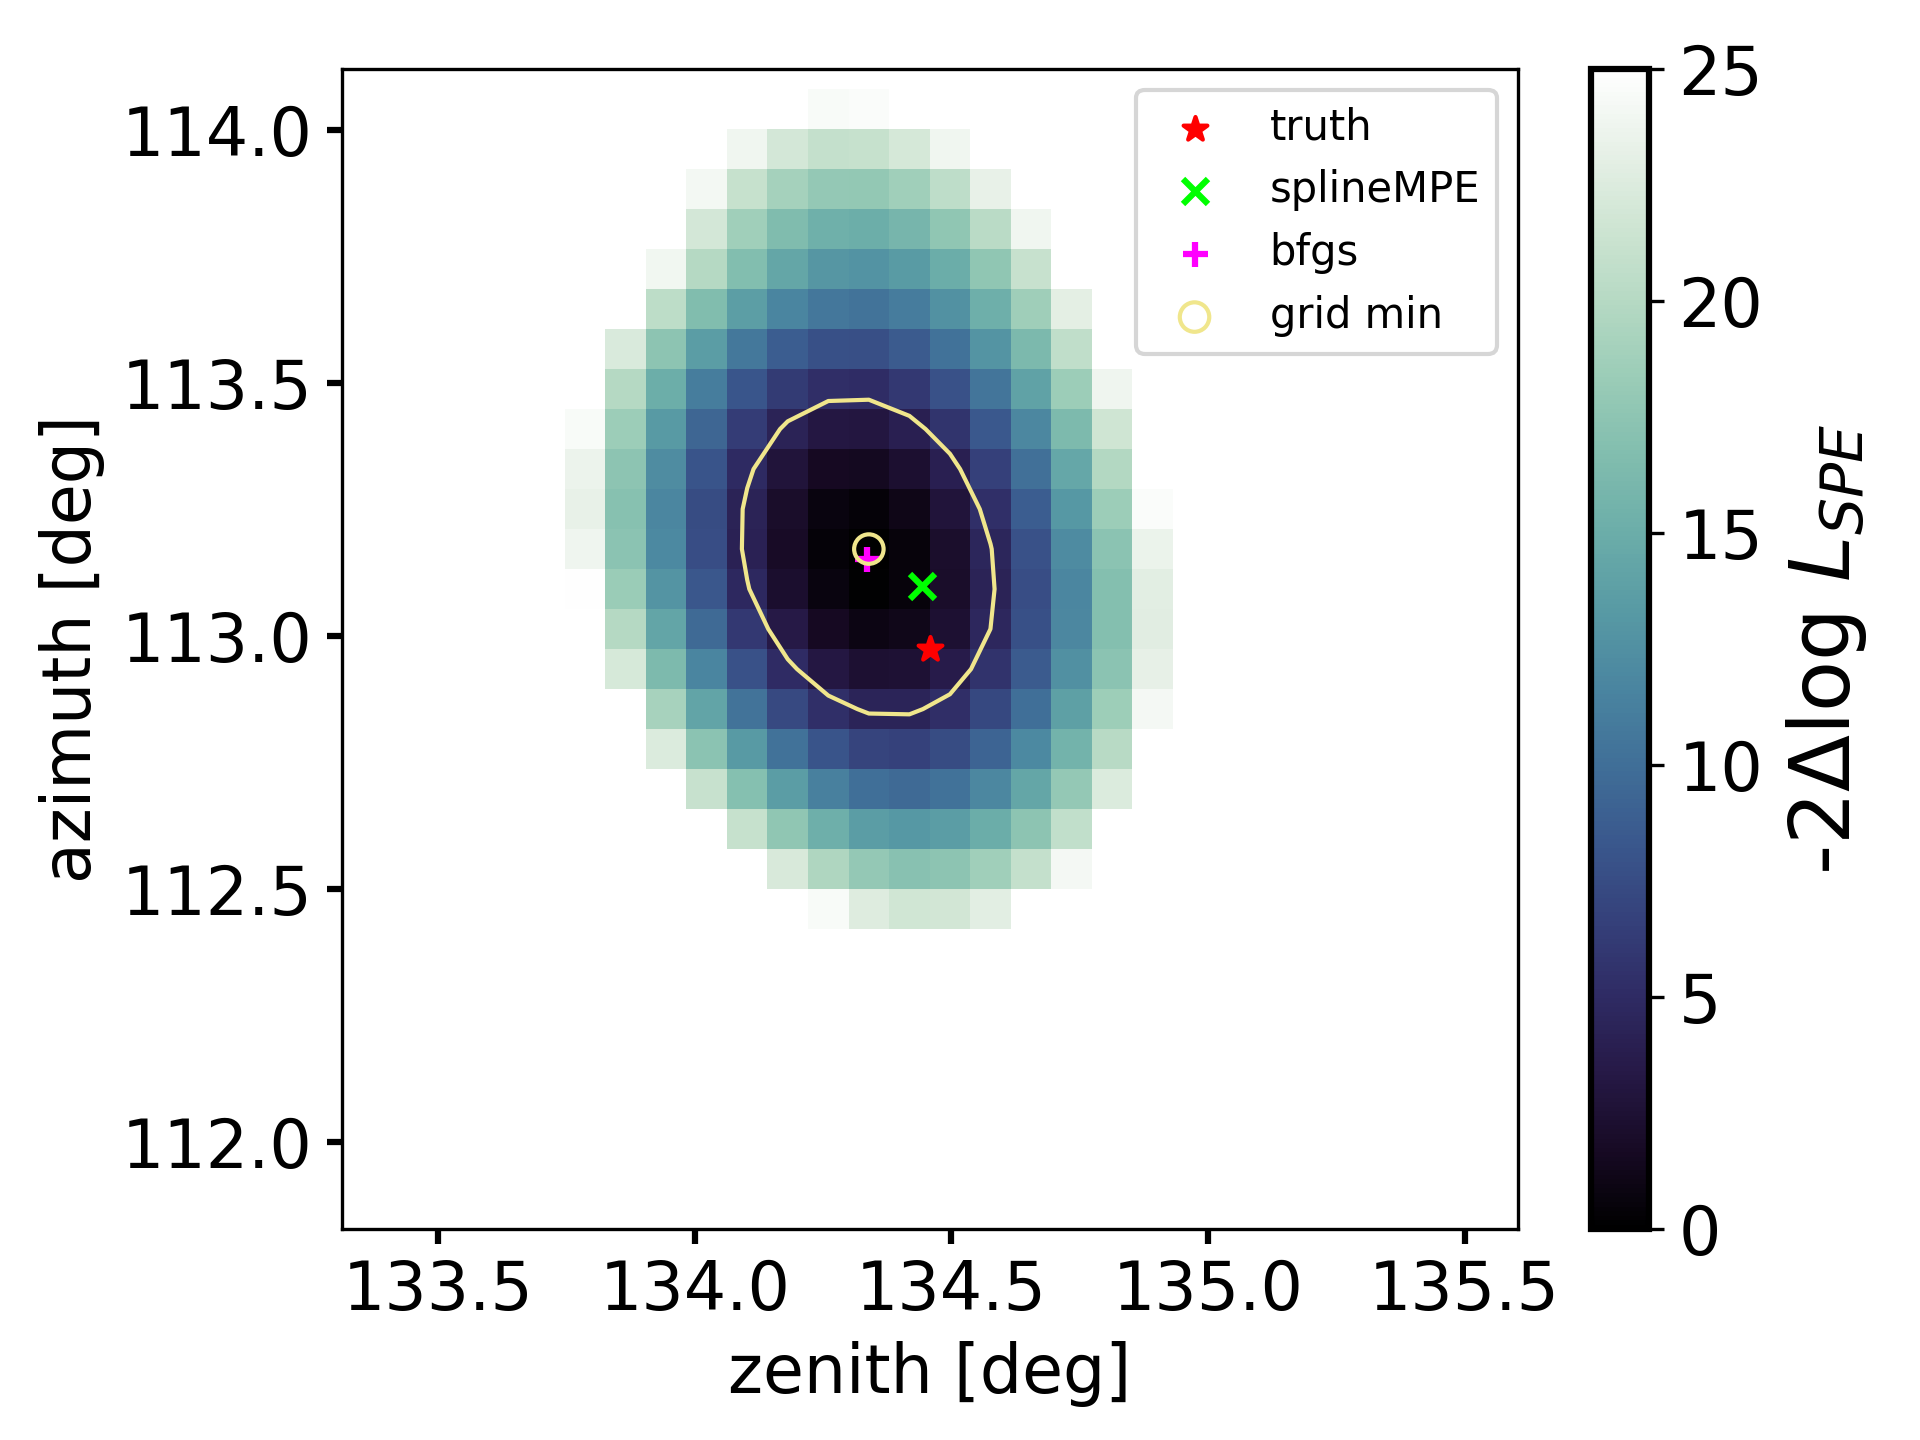 114.0
113.5
113.0
112.5
112.0
azimuth [deg]
133.5 134.0 134.5 135.0 135.5
zenith [deg]
truth
splineMPE
bfgs
grid min
25
20
15
10
5
0
-2Δlog L_SPE